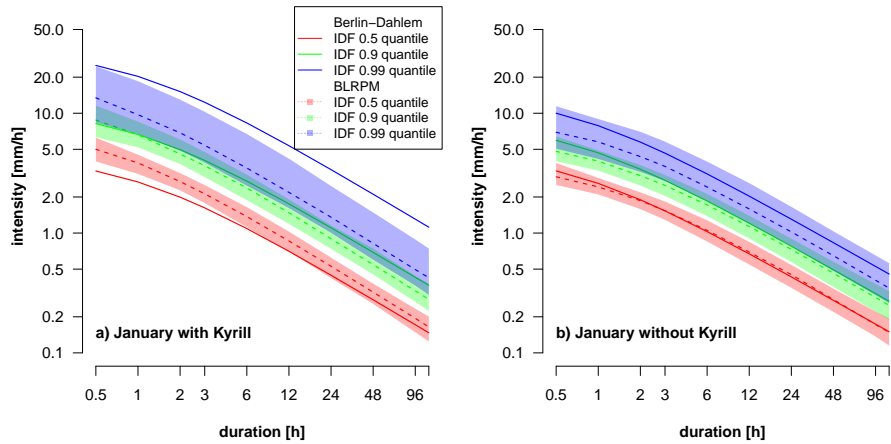 Berlin−Dahlem
IDF 0.5 quantile
IDF 0.9 quantile
IDF 0.99 quantile
BLRPM
IDF 0.5 quantile
IDF 0.9 quantile
IDF 0.99 quantile
intensity [mm/h]
50.0
20.0
10.0
5.0
2.0
1.0
0.5
0.2
0.1
a) January with Kyrill
0.5 1 2 3 6 12 24 48 96
duration [h]
intensity [mm/h]
50.0
20.0
10.0
5.0
2.0
1.0
0.5
0.2
0.1
b) January without Kyrill
0.5 1 2 3 6 12 24 48 96
duration [h]